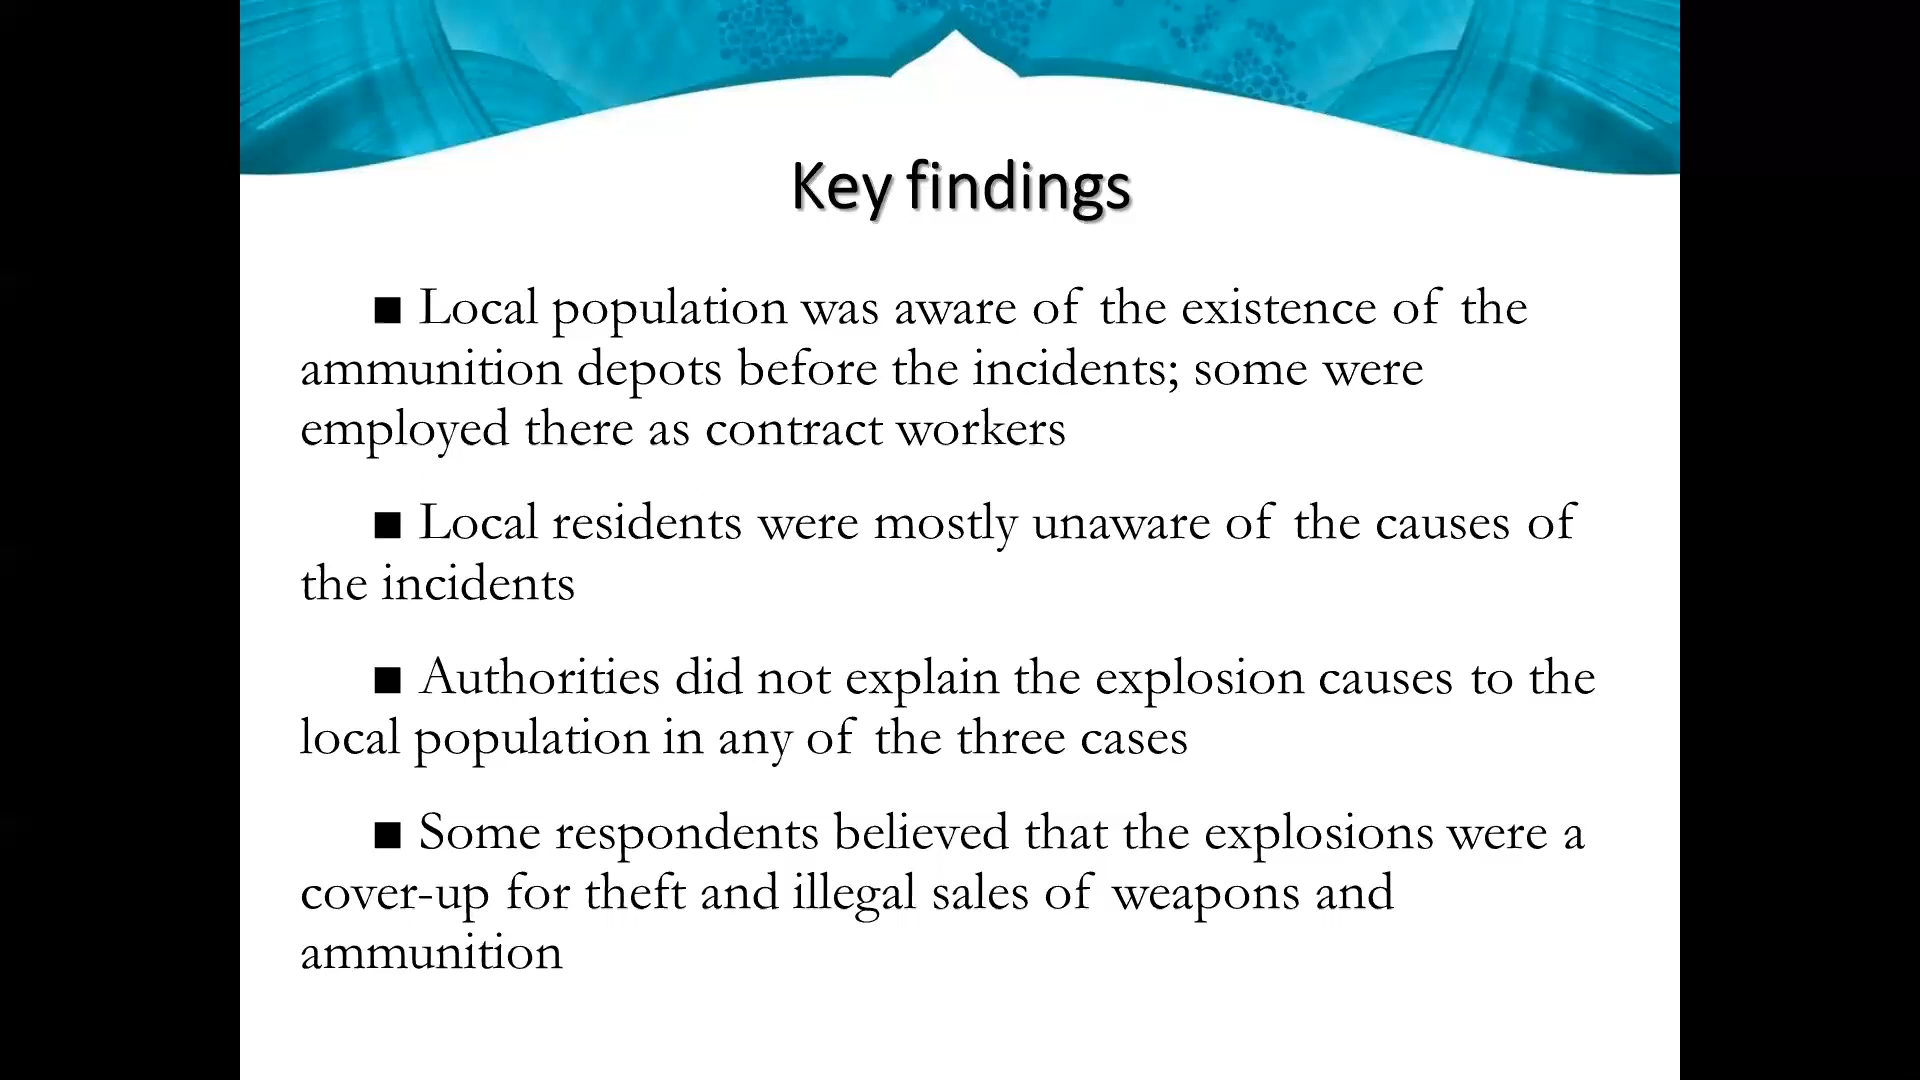 Key findings
■ Local population was aware of the existence of the
ammunition depots before the incidents; some were
employed there as contract workers
■ Local residents were mostly unaware of the causes of
the incidents
■ Authorities did not explain the explosion causes to the
local population in any of the three cases
■ Some respondents believed that the explosions were a
cover-up for theft and illegal sales of weapons and
ammunition